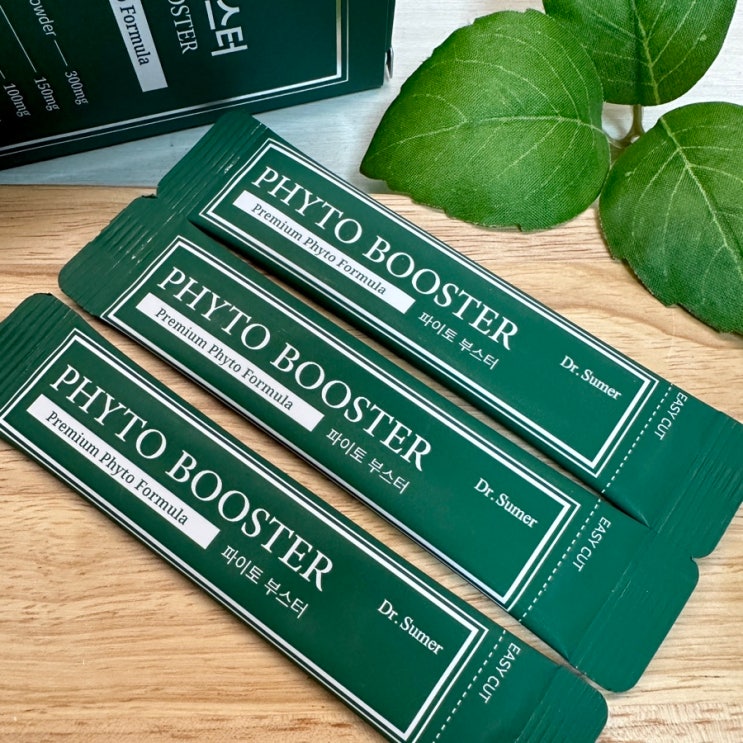 스터
OOSTER
o Formula
owder — 300mg
150mg
100mg
PHYTO BOOSTER
Premium Phyto Formula
파이토 부스터
Dr. Sumer
EASY CUT
PHYTO BOOSTER
Premium Phyto Formula
파이토 부스터
Dr. Sumer
EASY CUT
PHYTO BOOSTER
Premium Phyto Formula
파이토 부스터
Dr. Sumer
EASY CUT